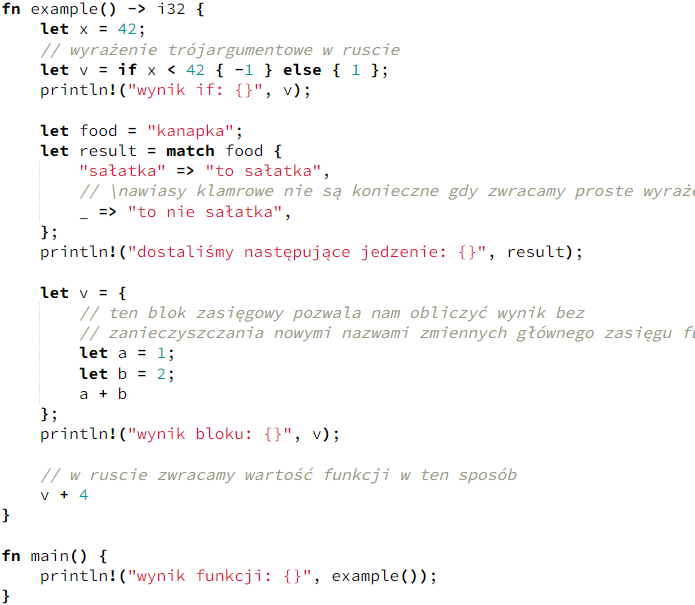 fn example() -> i32 {
    let x = 42;
    // wyrażenie trójargumentowe w ruscie
    let v = if x < 42 { -1 } else { 1 };
    println!("wynik if: {}", v);

    let food = "kanapka";
    let result = match food {
        "sałatka" => "to sałatka",
        // \nawiasy klamrowe nie są konieczne gdy zwracamy proste
        _ => "to nie sałatka",
    };
    println!("dostaliśmy następujące jedzenie: {}", result);

    let v = {
        // ten blok zasięgowy pozwala nam obliczyć wynik bez
        // zanieczyszczania nowymi nazwami zmiennych głównego zasięgu
        let a = 1;
        let b = 2;
        a + b
    };
    println!("wynik bloku: {}", v);

    // w ruscie zwracamy wartość funkcji w ten sposób
    v + 4
}

fn main() {
    println!("wynik funkcji: {}", example());
}